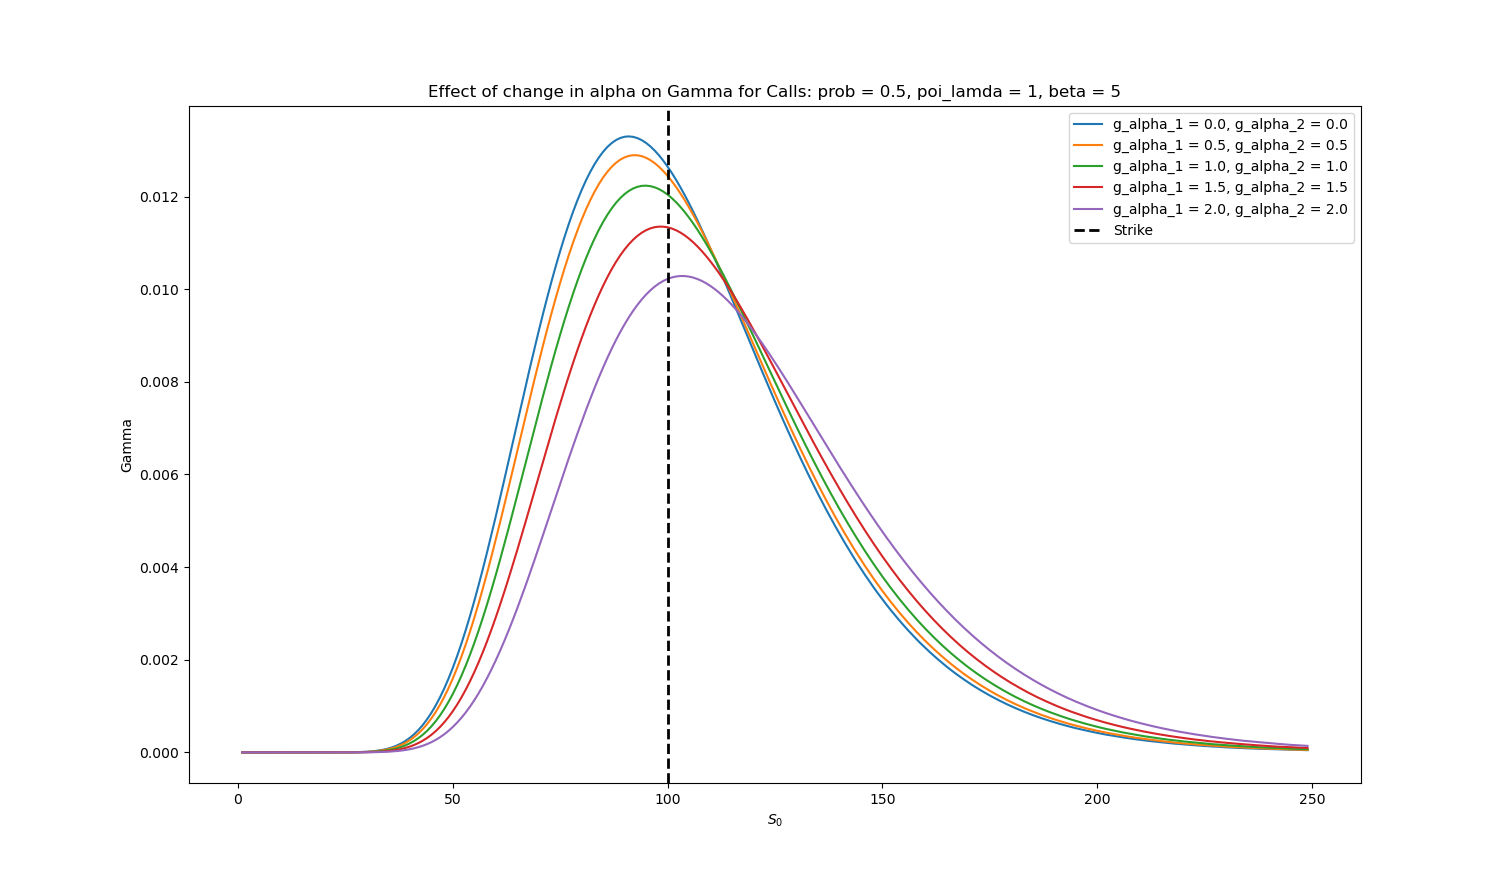 Effect of change in alpha on Gamma for Calls: prob = 0.5, poi_lamda = 1, beta = 5
g_alpha_1 = 0.0, g_alpha_2 = 0.0
g_alpha_1 = 0.5, g_alpha_2 = 0.5
g_alpha_1 = 1.0, g_alpha_2 = 1.0
g_alpha_1 = 1.5, g_alpha_2 = 1.5
g_alpha_1 = 2.0, g_alpha_2 = 2.0
Strike
Gamma
0.012
0.010
0.008
0.006
0.004
0.002
0.000
0 50 100 150 200 250
S₀